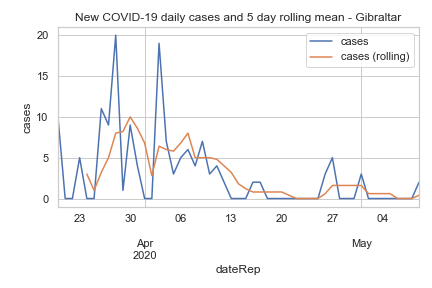 New COVID-19 daily cases and 5 day rolling mean - Gibraltar
cases
cases (rolling)
20
15
10
5
0
cases
23
30
06
13
20
27
04
Apr
2020
May
dateRep